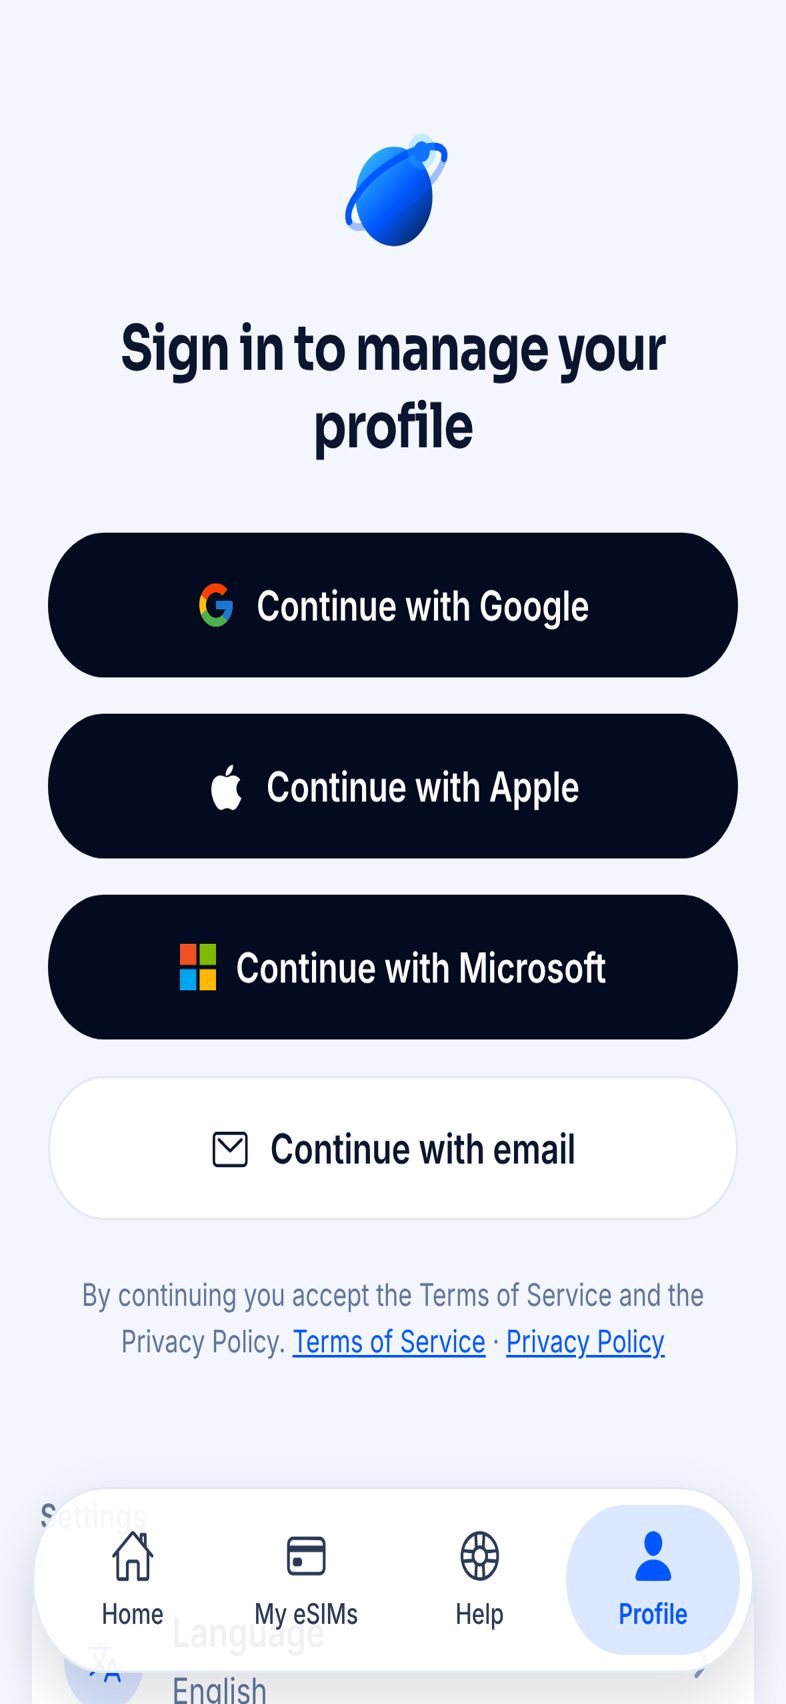 Sign in to manage your
profile
Continue with Google
Continue with Apple
Continue with Microsoft
Continue with email
By continuing you accept the Terms of Service and the
Privacy Policy. Terms of Service · Privacy Policy
Settings
Home
My eSIMs
Help
Profile
Language
English